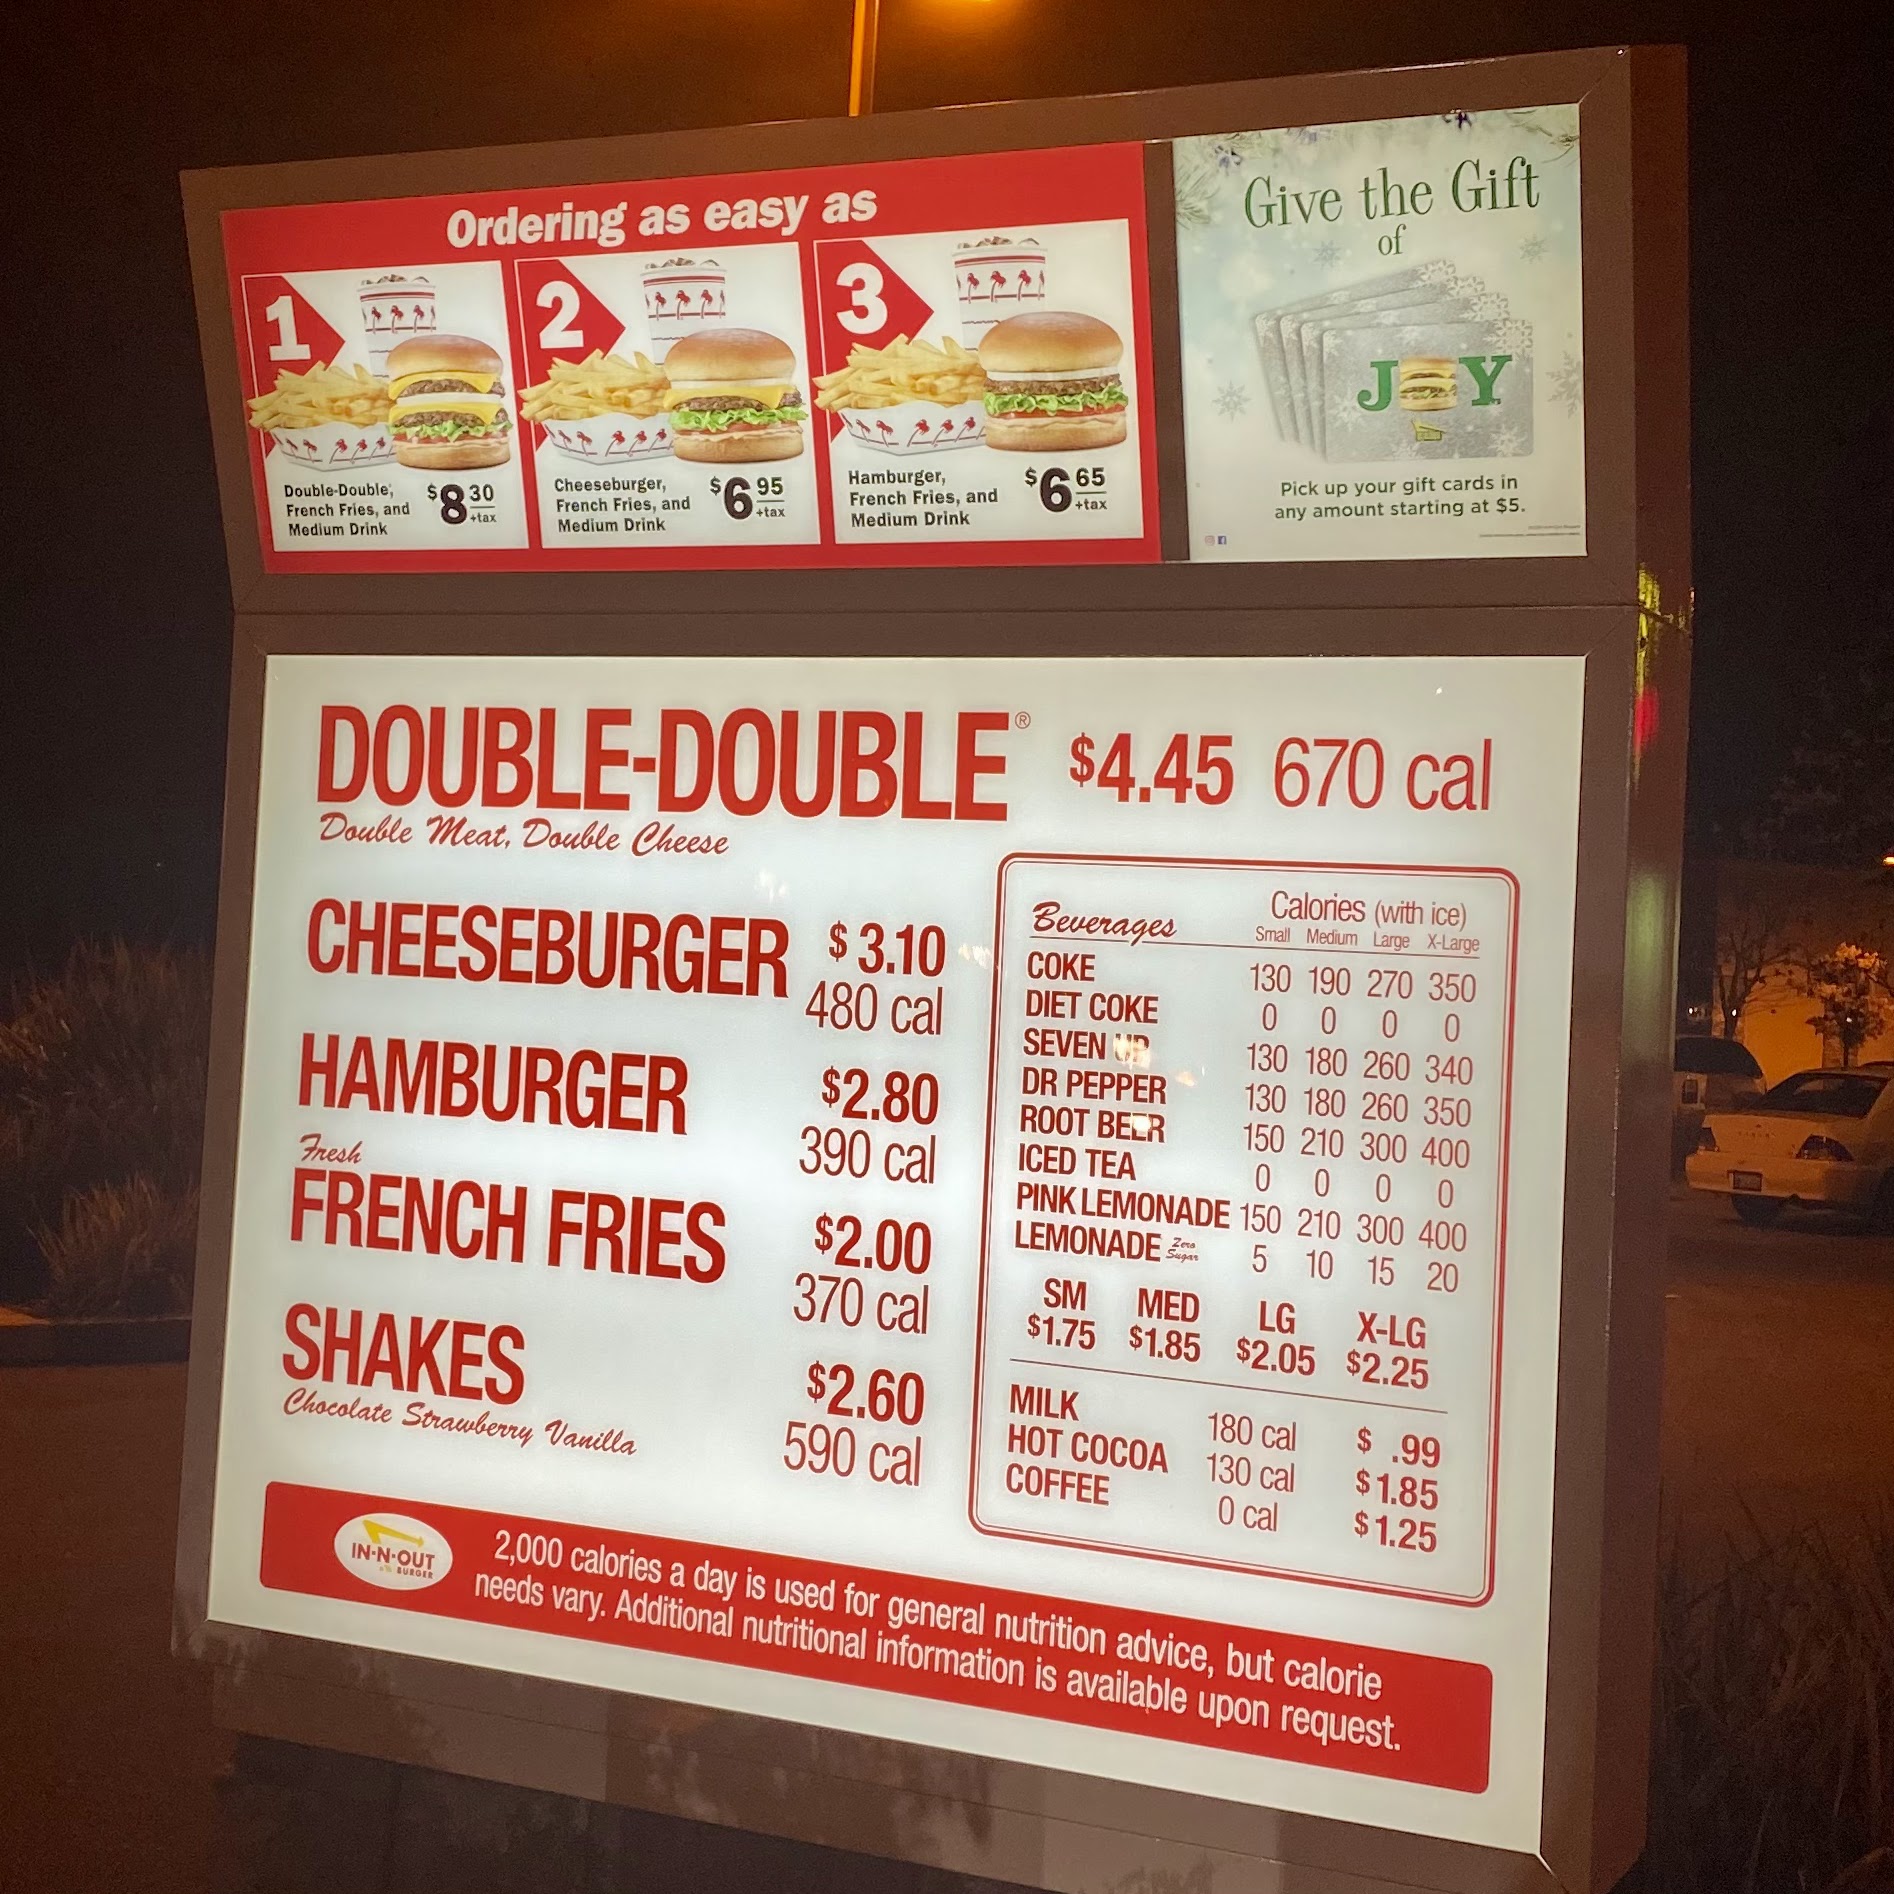 Ordering as easy as
1
Double-Double,
French Fries, and
Medium Drink
$8 30
+tax
2
Cheeseburger,
French Fries, and
Medium Drink
$6 95
+tax
3
Hamburger,
French Fries, and
Medium Drink
$6 65
+tax
Give the Gift
of
J Y
Pick up your gift cards in
any amount starting at $5.
DOUBLE-DOUBLE® $4.45 670 cal
Double Meat, Double Cheese
CHEESEBURGER $3.10
480 cal
HAMBURGER $2.80
390 cal
Fresh
FRENCH FRIES $2.00
370 cal
SHAKES $2.60
Chocolate Strawberry Vanilla 590 cal
Beverages Calories (with ice)
Small Medium Large X-Large
COKE 130 190 270 350
DIET COKE 0 0 0 0
SEVEN UP 130 180 260 340
DR PEPPER 130 180 260 350
ROOT BEER 150 210 300 400
ICED TEA 0 0 0 0
PINK LEMONADE 150 210 300 400
LEMONADE Zero Sugar 5 10 15 20
SM MED LG X-LG
$1.75 $1.85 $2.05 $2.25
MILK 180 cal $ .99
HOT COCOA 130 cal $1.85
COFFEE 0 cal $1.25
IN-N-OUT
BURGER
2,000 calories a day is used for general nutrition advice, but calorie
needs vary. Additional nutritional information is available upon request.